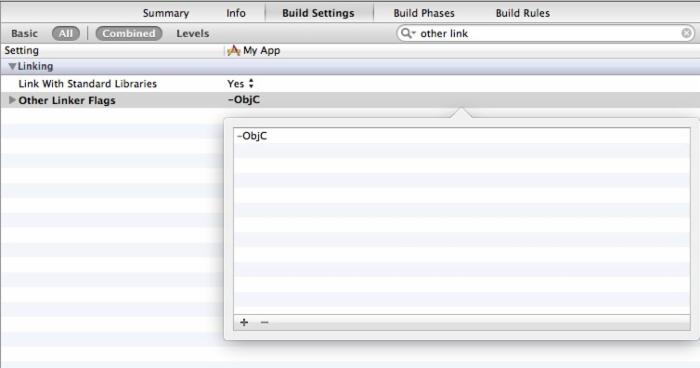 Summary Info Build Settings Build Phases Build Rules
Basic All Combined Levels other link
Setting My App
Linking
Link With Standard Libraries Yes
Other Linker Flags -ObjC
-ObjC
+ −